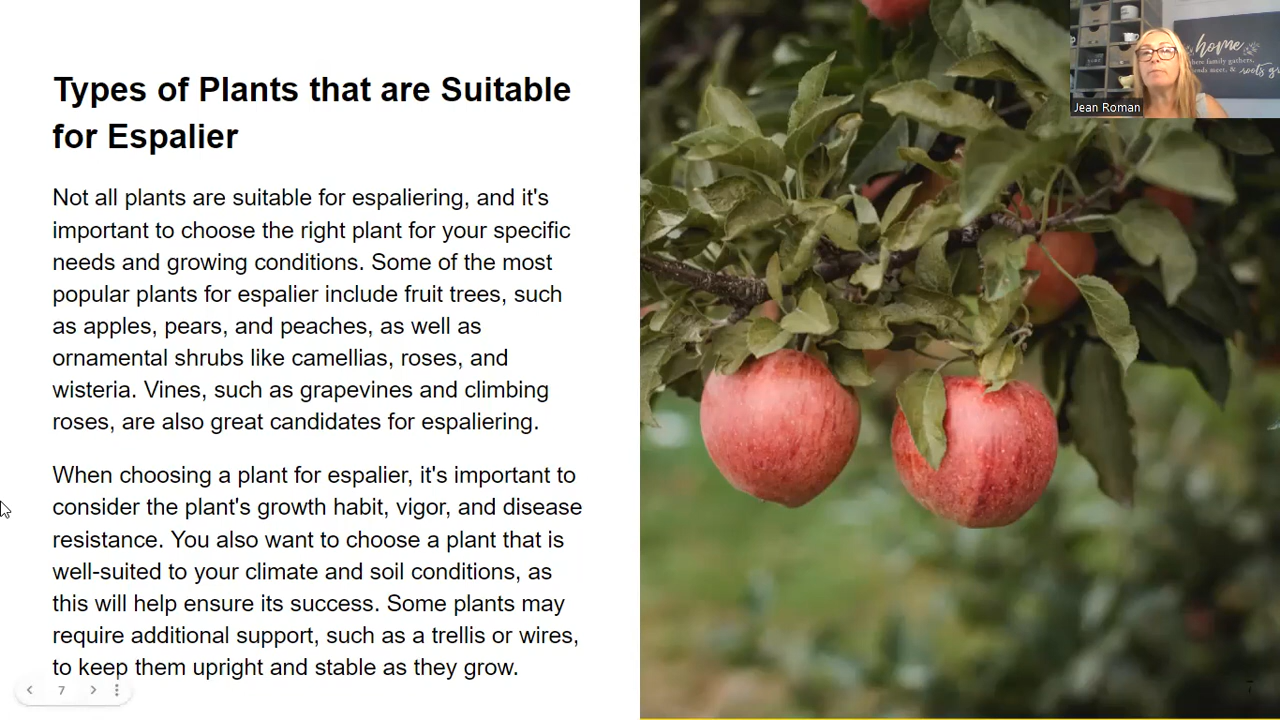 Types of Plants that are Suitable
for Espalier
Not all plants are suitable for espaliering, and it's
important to choose the right plant for your specific
needs and growing conditions. Some of the most
popular plants for espalier include fruit trees, such
as apples, pears, and peaches, as well as
ornamental shrubs like camellias, roses, and
wisteria. Vines, such as grapevines and climbing
roses, are also great candidates for espaliering.
When choosing a plant for espalier, it's important to
consider the plant's growth habit, vigor, and disease
resistance. You also want to choose a plant that is
well-suited to your climate and soil conditions, as
this will help ensure its success. Some plants may
require additional support, such as a trellis or wires,
to keep them upright and stable as they grow.
7
home
where family gathers,
meet, &
roots
Jean Roman
7